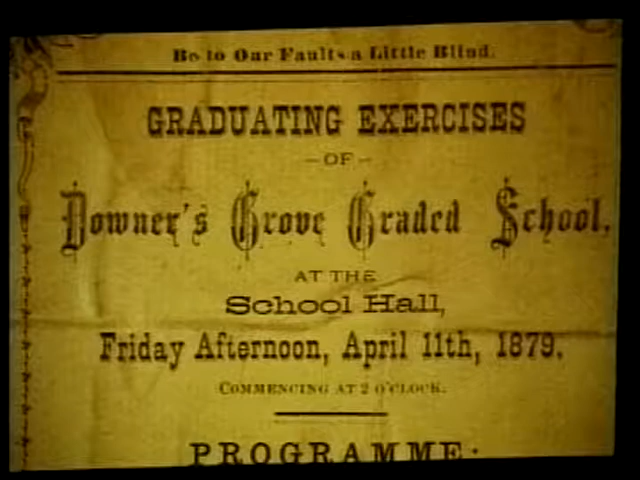 Be to Our Faults a Little Blind.
GRADUATING EXERCISES
-OF-
Downer's Grove Graded School.
AT THE
School Hall,
Friday Afternoon, April 11th, 1879.
COMMENCING AT 2 O'CLOCK.
PROGRAMME: